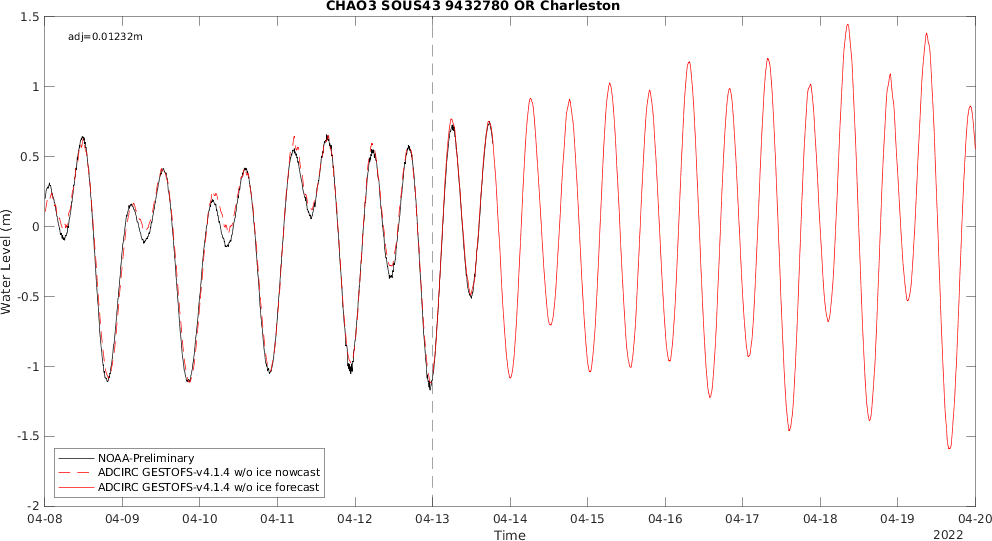 CHAO3 SOUS43 9432780 OR Charleston
adj=0.01232m
1.5
1
0.5
0
-0.5
-1
-1.5
-2
Water Level (m)
NOAA-Preliminary
ADCIRC GESTOFS-v4.1.4 w/o ice nowcast
ADCIRC GESTOFS-v4.1.4 w/o ice forecast
04-08 04-09 04-10 04-11 04-12 04-13 04-14 04-15 04-16 04-17 04-18 04-19 04-20
Time
2022